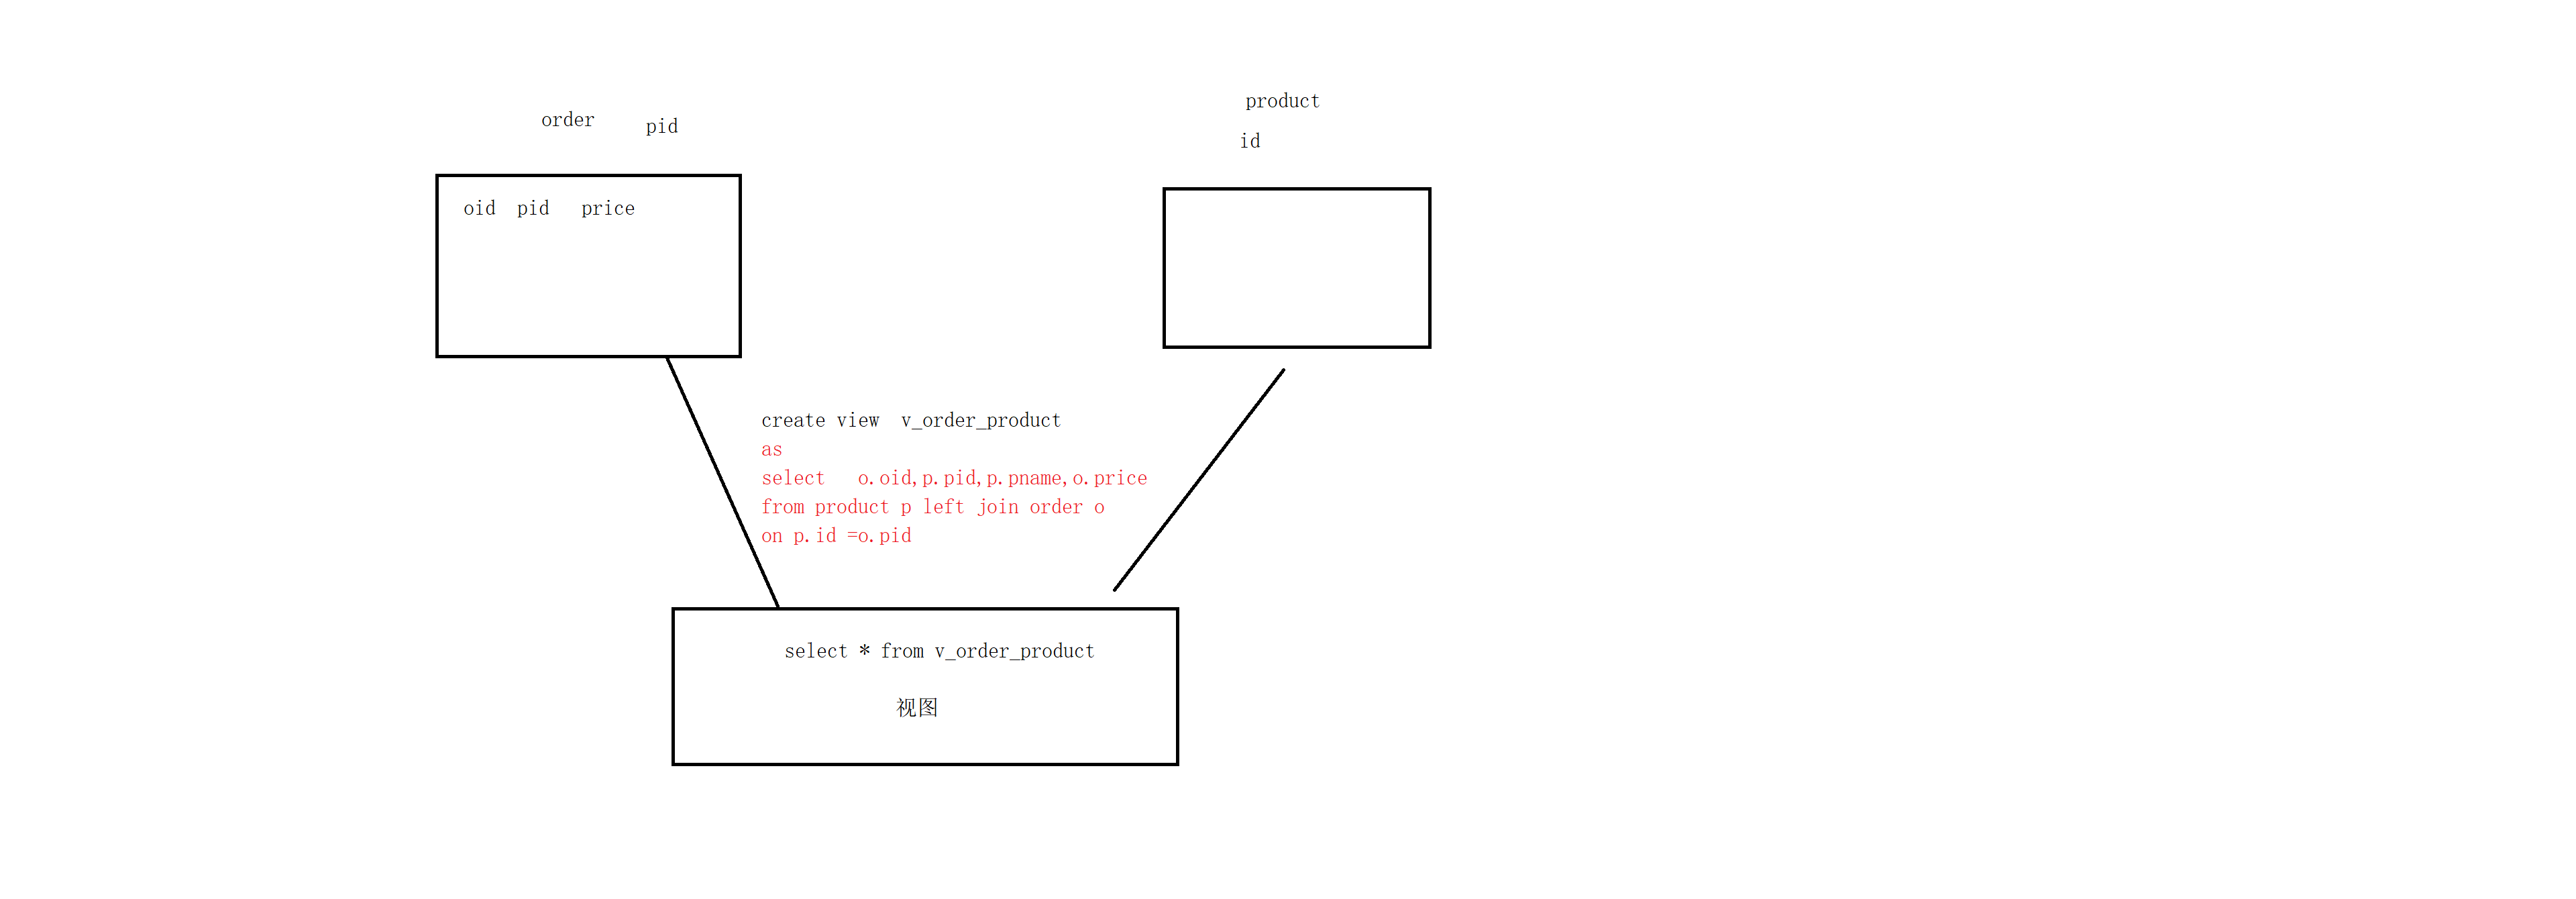 order
pid
product
id
oid  pid   price
create view  v_order_product
as
select   o.oid,p.pid,p.pname,o.price
from product p left join order o
on p.id =o.pid
select * from v_order_product
视图